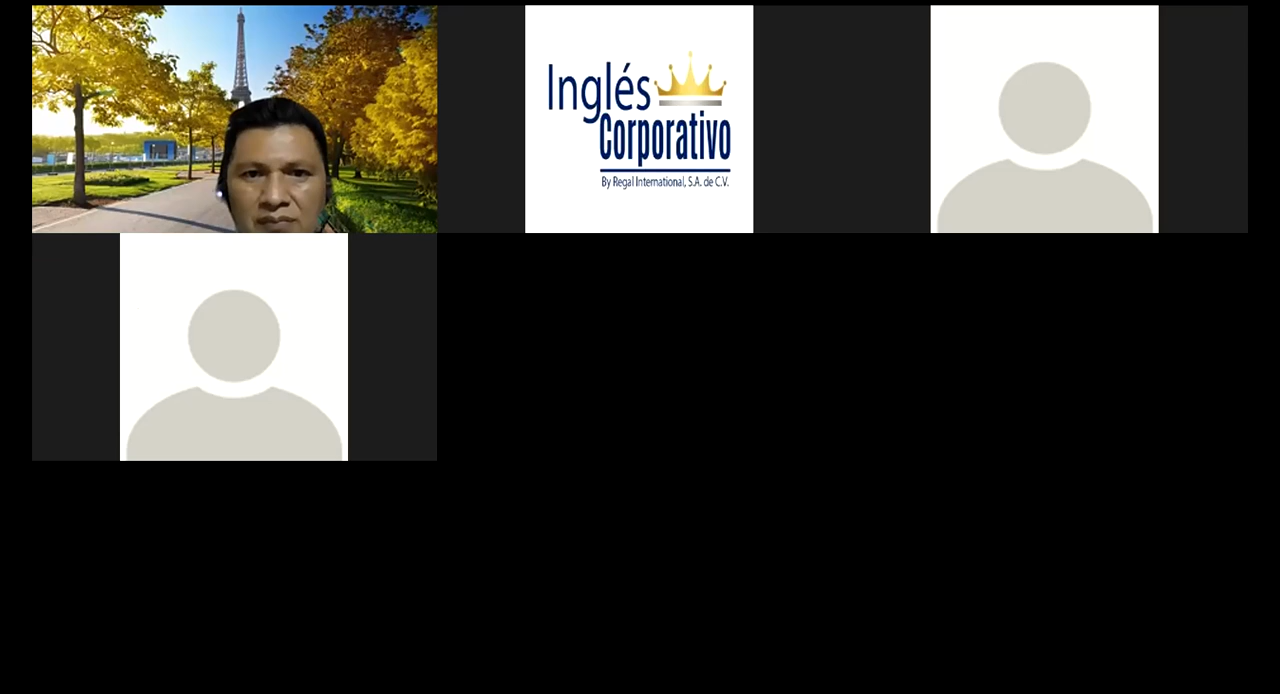 Inglés
Corporativo
By Regal International, S.A. de C.V.